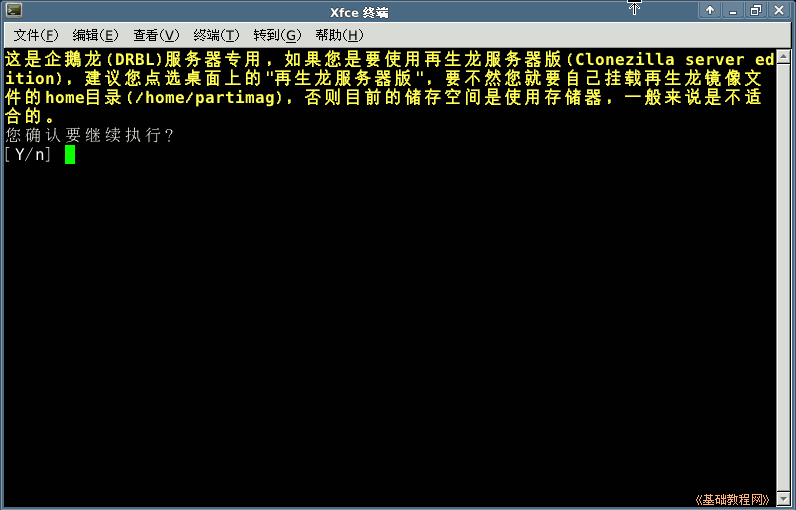 Xfce 终端
文件(F) 编辑(E) 查看(V) 终端(T) 转到(G) 帮助(H)
这是企鹅龙(DRBL)服务器专用，如果您是要使用再生龙服务器版(Clonezilla server ed
ition)，建议您点选桌面上的"再生龙服务器版"，要不然您就要自己挂载再生龙镜像文
件的home目录(/home/partimag)，否则目前的储存空间是使用存储器，一般来说是不适
合的。
您确认要继续执行?
[Y/n]
《基础教程网》